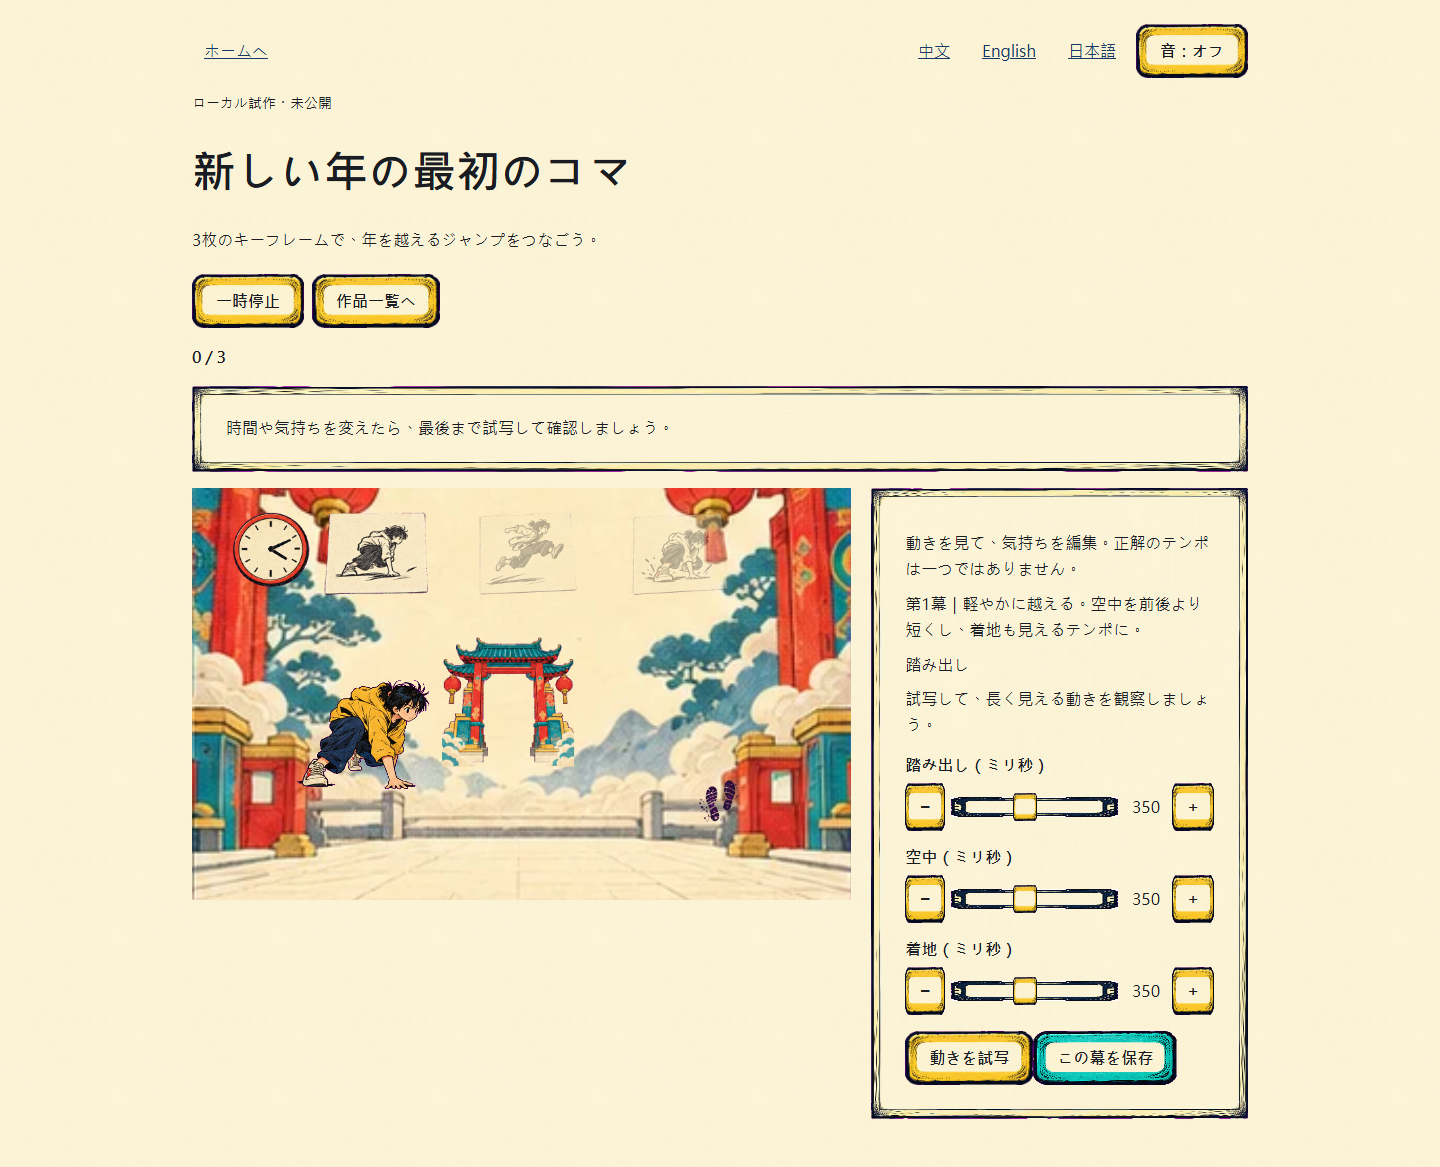 ホームへ
中文 English 日本語 音：オフ
ローカル試作・未公開
新しい年の最初のコマ
3枚のキーフレームで、年を越えるジャンプをつなごう。
一時停止 作品一覧へ
0 / 3
時間や気持ちを変えたら、最後まで試写して確認しましょう。
動きを見て、気持ちを編集。正解のテンポ
は一つではありません。
第1幕｜軽やかに越える。空中を前後より
短くし、着地も見えるテンポに。
踏み出し
試写して、長く見える動きを観察しましょ
う。
踏み出し（ミリ秒）
− 350 +
空中（ミリ秒）
− 350 +
着地（ミリ秒）
− 350 +
動きを試写 この幕を保存